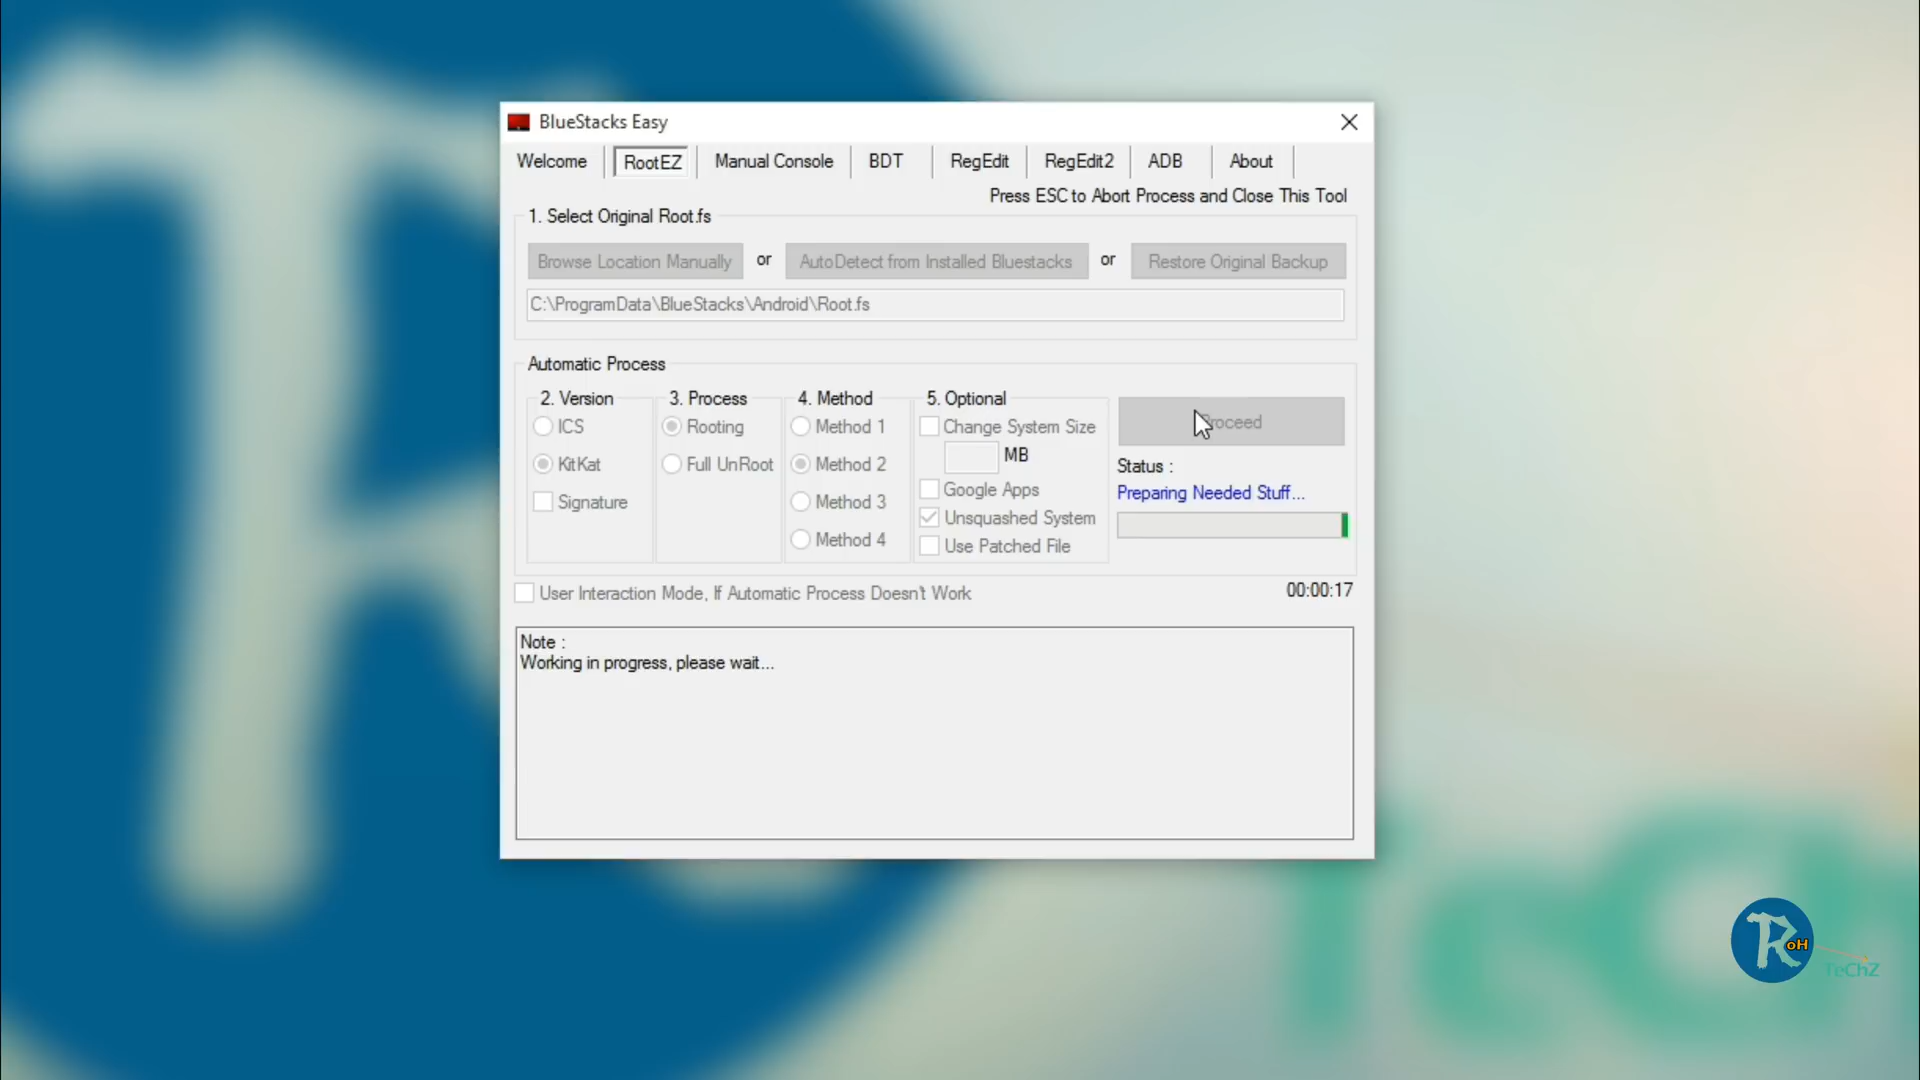 BlueStacks Easy
Welcome RootEZ Manual Console BDT RegEdit RegEdit2 ADB About
Press ESC to Abort Process and Close This Tool
1. Select Original Root.fs
Browse Location Manually or AutoDetect from Installed Bluestacks or Restore Original Backup
C:\ProgramData\BlueStacks\Android\Root.fs
Automatic Process
2. Version 3. Process 4. Method 5. Optional
ICS Rooting Method 1 Change System Size
MB
KitKat Full UnRoot Method 2
Signature Method 3 Google Apps
Unsquashed System
Method 4 Use Patched File
Proceed
Status :
Preparing Needed Stuff...
User Interaction Mode, If Automatic Process Doesn't Work
00:00:17
Note :
Working in progress, please wait...
RoH
TeChZ